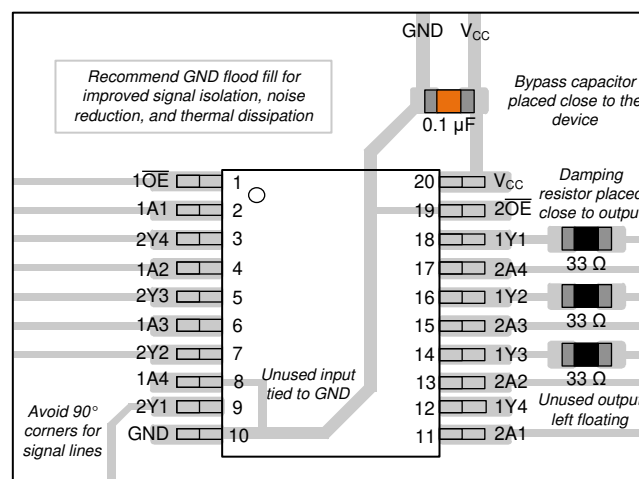 GND VCC
Recommend GND flood fill for
improved signal isolation, noise
reduction, and thermal dissipation
Bypass capacitor
placed close to the
device
0.1 µF
1OE 1 20 VCC
Damping
resistor placed
close to output
1A1 2 19 2OE
2Y4 3 18 1Y1
33 Ω
1A2 4 17 2A4
2Y3 5 16 1Y2
33 Ω
1A3 6 15 2A3
2Y2 7 14 1Y3
33 Ω
1A4 8 13 2A2
Unused input
tied to GND
2Y1 9 12 1Y4
Unused output
left floating
GND 10 11 2A1
Avoid 90°
corners for
signal lines